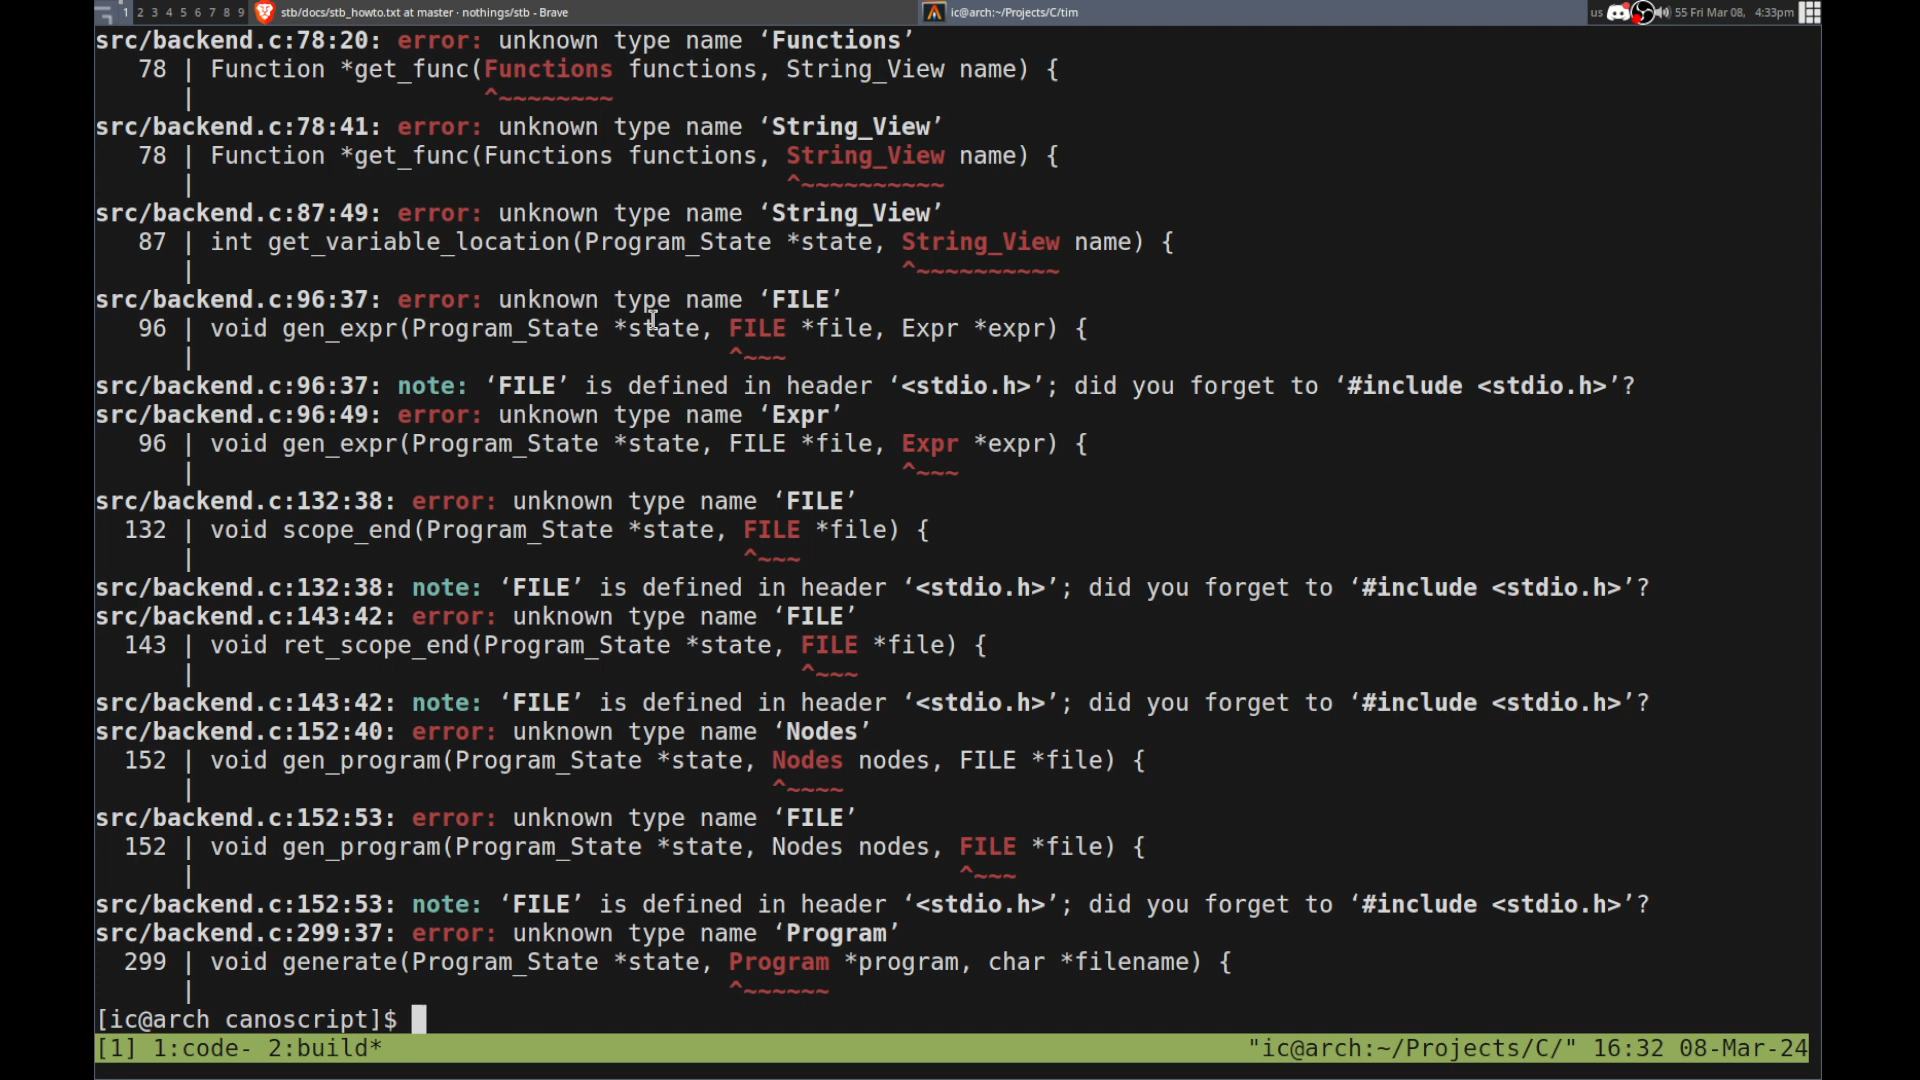 1 2 3 4 5 6 7 8 9 stb/docs/stb_howto.txt at master · nothings/stb - Brave ic@arch:~/Projects/C/tim us 55 Fri Mar 08, 4:33pm
src/backend.c:78:20: error: unknown type name ‘Functions’
78 | Function *get_func(Functions functions, String_View name) {
| ^~~~~~~~~
src/backend.c:78:41: error: unknown type name ‘String_View’
78 | Function *get_func(Functions functions, String_View name) {
| ^~~~~~~~~~~
src/backend.c:87:49: error: unknown type name ‘String_View’
87 | int get_variable_location(Program_State *state, String_View name) {
| ^~~~~~~~~~~
src/backend.c:96:37: error: unknown type name ‘FILE’
96 | void gen_expr(Program_State *state, FILE *file, Expr *expr) {
| ^~~~
src/backend.c:96:37: note: ‘FILE’ is defined in header ‘<stdio.h>’; did you forget to ‘#include <stdio.h>’?
src/backend.c:96:49: error: unknown type name ‘Expr’
96 | void gen_expr(Program_State *state, FILE *file, Expr *expr) {
| ^~~~
src/backend.c:132:38: error: unknown type name ‘FILE’
132 | void scope_end(Program_State *state, FILE *file) {
| ^~~~
src/backend.c:132:38: note: ‘FILE’ is defined in header ‘<stdio.h>’; did you forget to ‘#include <stdio.h>’?
src/backend.c:143:42: error: unknown type name ‘FILE’
143 | void ret_scope_end(Program_State *state, FILE *file) {
| ^~~~
src/backend.c:143:42: note: ‘FILE’ is defined in header ‘<stdio.h>’; did you forget to ‘#include <stdio.h>’?
src/backend.c:152:40: error: unknown type name ‘Nodes’
152 | void gen_program(Program_State *state, Nodes nodes, FILE *file) {
| ^~~~~
src/backend.c:152:53: error: unknown type name ‘FILE’
152 | void gen_program(Program_State *state, Nodes nodes, FILE *file) {
| ^~~~
src/backend.c:152:53: note: ‘FILE’ is defined in header ‘<stdio.h>’; did you forget to ‘#include <stdio.h>’?
src/backend.c:299:37: error: unknown type name ‘Program’
299 | void generate(Program_State *state, Program *program, char *filename) {
| ^~~~~~~
[ic@arch canoscript]$
[1] 1:code- 2:build* "ic@arch:~/Projects/C/" 16:32 08-Mar-24